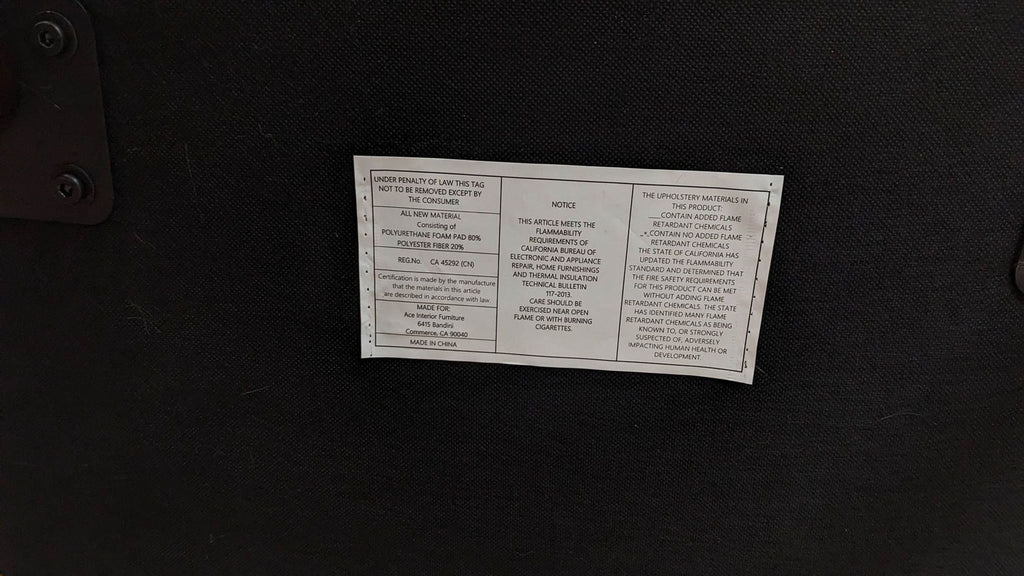 UNDER PENALTY OF LAW THIS TAG
NOT TO BE REMOVED EXCEPT BY
THE CONSUMER
ALL NEW MATERIAL
Consisting of
POLYURETHANE FOAM PAD 80%
POLYESTER FIBER 20%
REG.No. CA 45292 (CN)
Certification is made by the manufacture
that the materials in this article
are described in accordance with law
MADE FOR:
Ace Interior Furniture
6415 Bandini
Commerce, CA 90040
MADE IN CHINA
NOTICE
THIS ARTICLE MEETS THE
FLAMMABILITY
REQUIREMENTS OF
CALIFORNIA BUREAU OF
ELECTRONIC AND APPLIANCE
REPAIR, HOME FURNISHINGS
AND THERMAL INSULATION
TECHNICAL BULLETIN
117-2013.
CARE SHOULD BE
EXERCISED NEAR OPEN
FLAME OR WITH BURNING
CIGARETTES.
THE UPHOLSTERY MATERIALS IN
THIS PRODUCT:
___CONTAIN ADDED FLAME
RETARDANT CHEMICALS
_*_CONTAIN NO ADDED FLAME
RETARDANT CHEMICALS
THE STATE OF CALIFORNIA HAS
UPDATED THE FLAMMABILITY
STANDARD AND DETERMINED THAT
THE FIRE SAFETY REQUIREMENTS
FOR THIS PRODUCT CAN BE MET
WITHOUT ADDING FLAME
RETARDANT CHEMICALS. THE STATE
HAS IDENTIFIED MANY FLAME
RETARDANT CHEMICALS AS BEING
KNOWN TO, OR STRONGLY
SUSPECTED OF, ADVERSELY
IMPACTING HUMAN HEALTH OR
DEVELOPMENT.